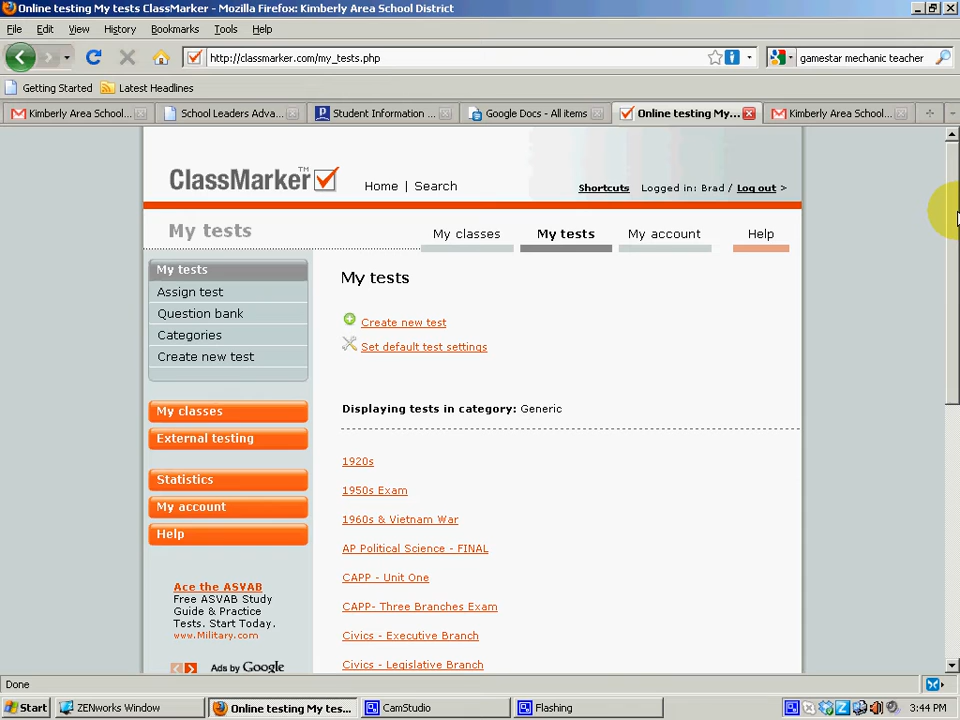 Online testing My tests ClassMarker - Mozilla Firefox: Kimberly Area School District
File Edit View History Bookmarks Tools Help
http://classmarker.com/my_tests.php
gamestar mechanic teacher
Getting Started Latest Headlines
Kimberly Area School...
School Leaders Adva...
Student Information ...
Google Docs - All items
Online testing My...
Kimberly Area School...
ClassMarker™
Home | Search
Shortcuts Logged in: Brad / Log out >
My tests
My classes My tests My account Help
My tests
Assign test
Question bank
Categories
Create new test
My classes
External testing
Statistics
My account
Help
Ace the ASVAB
Free ASVAB Study
Guide & Practice
Tests. Start Today.
www.Military.com
Ads by Google
My tests
Create new test
Set default test settings
Displaying tests in category: Generic
1920s
1950s Exam
1960s & Vietnam War
AP Political Science - FINAL
CAPP - Unit One
CAPP- Three Branches Exam
Civics - Executive Branch
Civics - Legislative Branch
Done
Start
ZENworks Window
Online testing My tes...
CamStudio
Flashing
3:44 PM